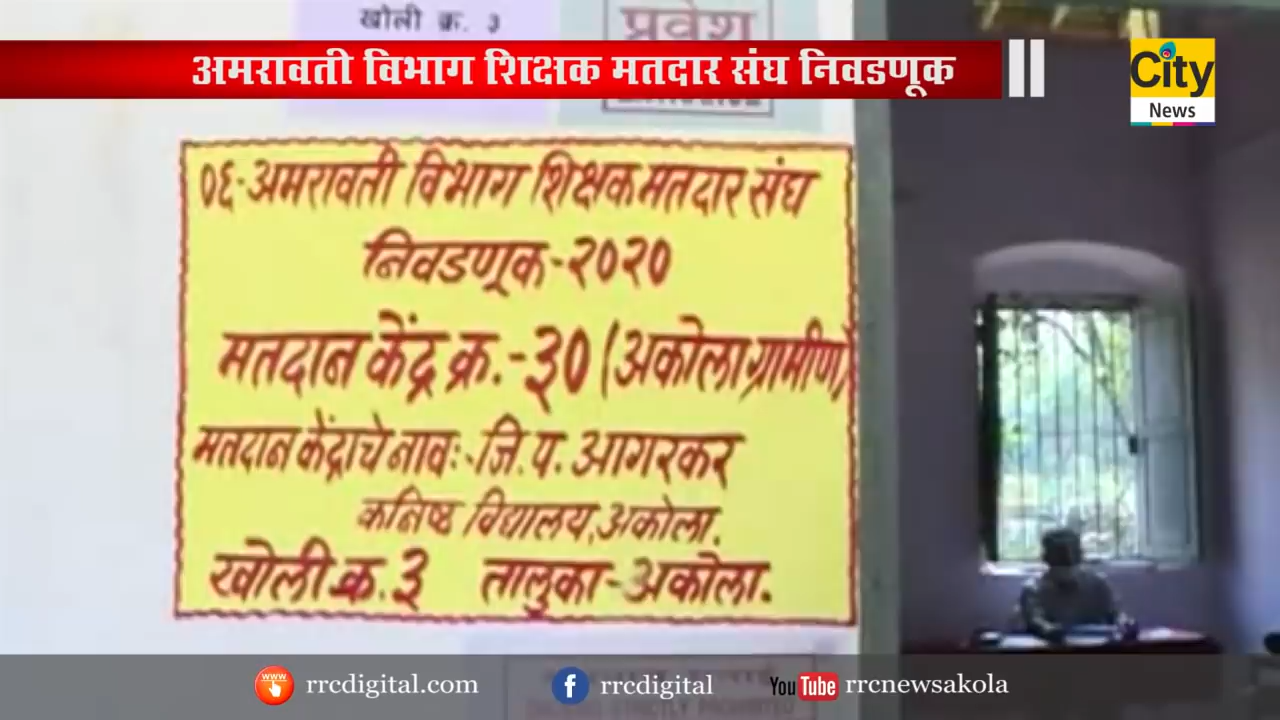 खोली क्र. ३
प्रवेश
अमरावती विभाग शिक्षक मतदार संघ निवडणूक
City
News
०६-अमरावती विभाग शिक्षक मतदार संघ
निवडणूक-२०२०
मतदान केंद्र क्र.-३० (अकोला ग्रामीण)
मतदान केंद्राचे नावः-जि.प. आगरकर
कनिष्ठ विद्यालय,अकोला.
खोली क्र. ३ तालुका-अकोला.
www
rrcdigital.com
f rrcdigital
YouTube rrcnewsakola